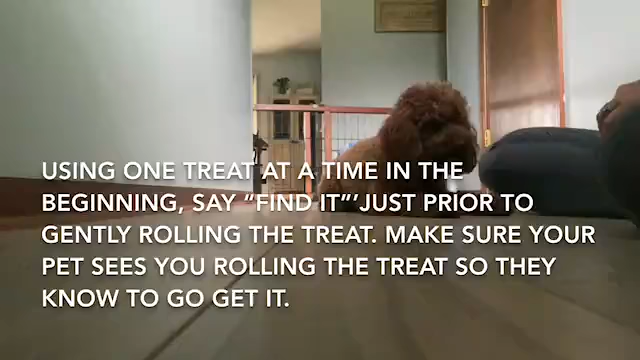 USING ONE TREAT AT A TIME IN THE
BEGINNING, SAY “FIND IT“’JUST PRIOR TO
GENTLY ROLLING THE TREAT. MAKE SURE YOUR
PET SEES YOU ROLLING THE TREAT SO THEY
KNOW TO GO GET IT.